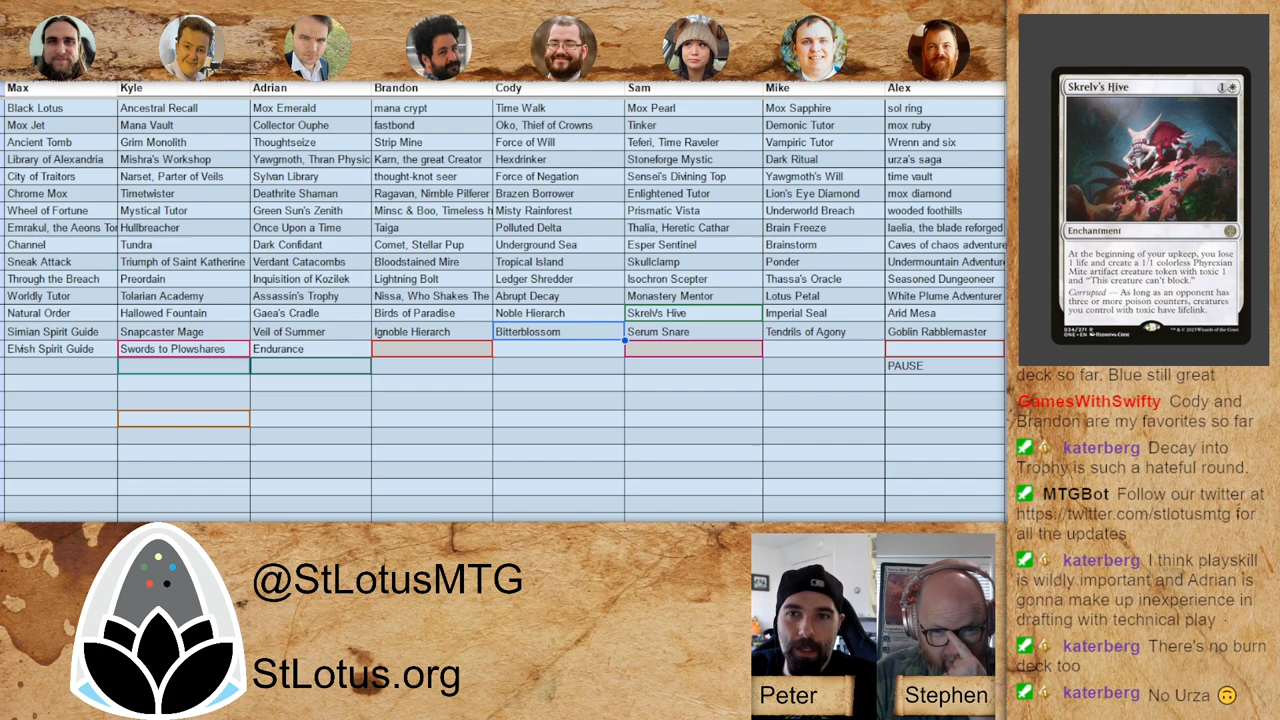 Max Kyle Adrian Brandon Cody Sam Mike Alex
Black Lotus Ancestral Recall Mox Emerald mana crypt Time Walk Mox Pearl Mox Sapphire sol ring
Mox Jet Mana Vault Collector Ouphe fastbond Oko, Thief of Crowns Tinker Demonic Tutor mox ruby
Ancient Tomb Grim Monolith Thoughtseize Strip Mine Force of Will Teferi, Time Raveler Vampiric Tutor Wrenn and six
Library of Alexandria Mishra's Workshop Yawgmoth, Thran Physic Karn, the great Creator Hexdrinker Stoneforge Mystic Dark Ritual urza's saga
City of Traitors Narset, Parter of Veils Sylvan Library thought-knot seer Force of Negation Sensei's Divining Top Yawgmoth's Will time vault
Chrome Mox Timetwister Deathrite Shaman Ragavan, Nimble Pilferer Brazen Borrower Enlightened Tutor Lion's Eye Diamond mox diamond
Wheel of Fortune Mystical Tutor Green Sun's Zenith Minsc & Boo, Timeless h Misty Rainforest Prismatic Vista Underworld Breach wooded foothills
Emrakul, the Aeons Tor Hullbreacher Once Upon a Time Taiga Polluted Delta Thalia, Heretic Cathar Brain Freeze laelia, the blade reforged
Channel Tundra Dark Confidant Comet, Stellar Pup Underground Sea Esper Sentinel Brainstorm Caves of chaos adventure
Sneak Attack Triumph of Saint Katherine Verdant Catacombs Bloodstained Mire Tropical Island Skullclamp Ponder Undermountain Adventur
Through the Breach Preordain Inquisition of Kozilek Lightning Bolt Ledger Shredder Isochron Scepter Thassa's Oracle Seasoned Dungeoneer
Worldly Tutor Tolarian Academy Assassin's Trophy Nissa, Who Shakes The Abrupt Decay Monastery Mentor Lotus Petal White Plume Adventurer
Natural Order Hallowed Fountain Gaea's Cradle Birds of Paradise Noble Hierarch Skrelv's Hive Imperial Seal Arid Mesa
Simian Spirit Guide Snapcaster Mage Veil of Summer Ignoble Hierarch Bitterblossom Serum Snare Tendrils of Agony Goblin Rabblemaster
Elvish Spirit Guide Swords to Plowshares Endurance
PAUSE
@StLotusMTG
StLotus.org
Peter
Stephen
Skrelv's Hive 1
Enchantment
At the beginning of your upkeep, you lose
1 life and create a 1/1 colorless Phyrexian
Mite artifact creature token with toxic 1
and "This creature can't block."
Corrupted — As long as an opponent has
three or more poison counters, creatures
you control with toxic have lifelink.
deck so far. Blue still great
GamesWithSwifty Cody and
Brandon are my favorites so far
katerberg Decay into
Trophy is such a hateful round.
MTGBot Follow our twitter at
https://twitter.com/stlotusmtg for
all the updates
katerberg I think playskill
is wildly important and Adrian is
gonna make up inexperience in
drafting with technical play
katerberg There's no burn
deck too
katerberg No Urza 🙃